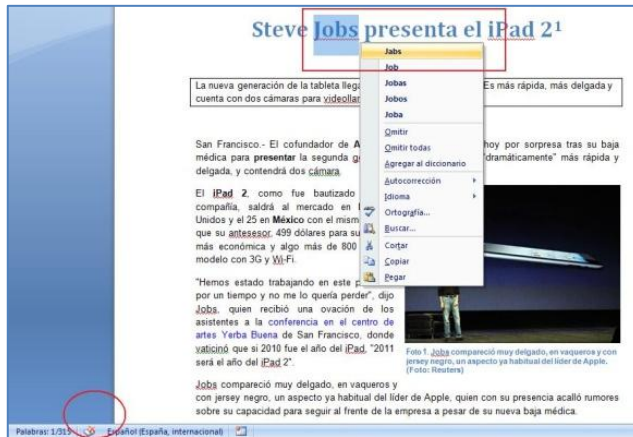 Steve Jobs presenta el iPad 2¹
Jabs
Job
Jobas
Jobos
Joba
Omitir
Omitir todas
Agregar al diccionario
Autocorrección
Idioma
Ortografía...
Buscar...
Cortar
Copiar
Pegar
La nueva generación de la tableta llega Es más rápida, más delgada y
cuenta con dos cámaras para
San Francisco.- El cofundador de hoy por sorpresa tras su baja
médica para presentar la segunda "dramáticamente" más rápida y
delgada, y contendrá dos cámara.
El iPad 2, como fue bautizado
compañía, saldrá al mercado en
Unidos y el 25 en México con el
que su antesesor, 499 dólares para
más económica y algo más de 800
modelo con 3G y Wi-Fi.
"Hemos estado trabajando en este
por un tiempo y no me lo quería perder", dijo
Jobs, quien recibió una ovación de los
asistentes a la conferencia en el centro de
artes Yerba Buena de San Francisco, donde
vaticinó que si 2010 fue el año del iPad, "2011
será el año del iPad 2".
Foto 1. Jobs compareció muy delgado, en vaqueros y con
jersey negro, un aspecto ya habitual del líder de Apple.
(Foto: Reuters)
Jobs compareció muy delgado, en vaqueros y
con jersey negro, un aspecto ya habitual del líder de Apple, quien con su presencia acalló rumores
sobre su capacidad para seguir al frente de la empresa a pesar de su nueva baja médica.
Palabras: 1/315 Español (España, internacional)